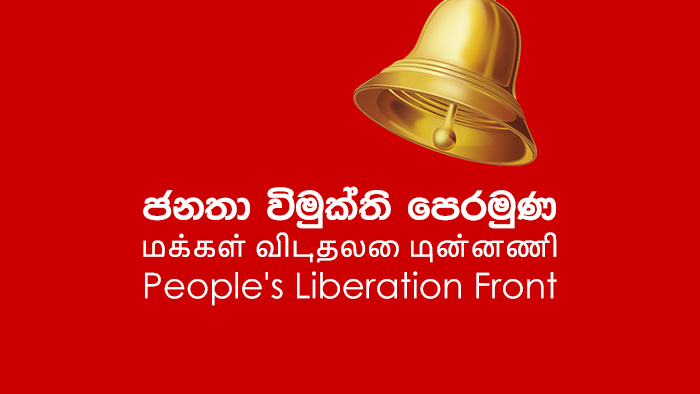 ජනතා විමුක්ති පෙරමුණ
மக்கள் விடுதலை முன்னணி
People's Liberation Front